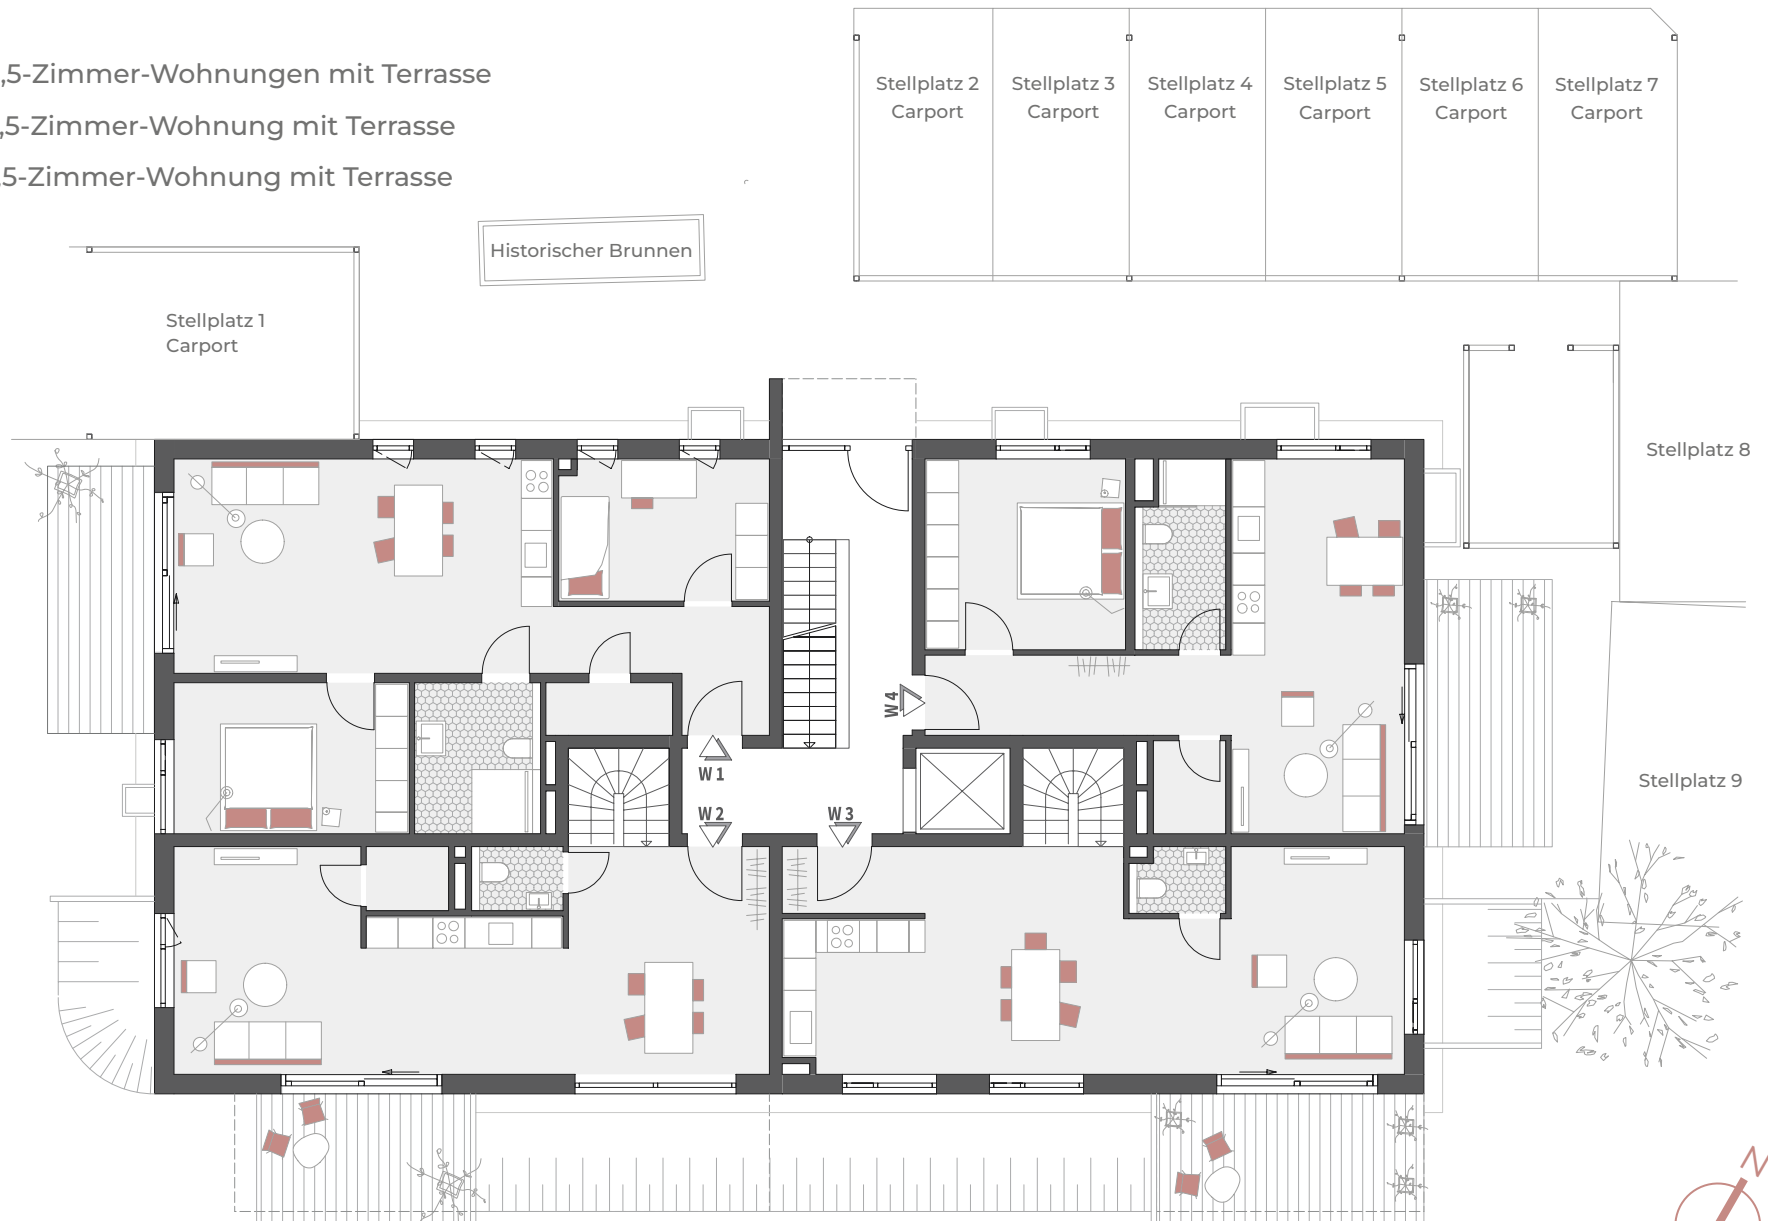 ,5-Zimmer-Wohnungen mit Terrasse
,5-Zimmer-Wohnung mit Terrasse
,5-Zimmer-Wohnung mit Terrasse
Stellplatz 2
Carport
Stellplatz 3
Carport
Stellplatz 4
Carport
Stellplatz 5
Carport
Stellplatz 6
Carport
Stellplatz 7
Carport
Historischer Brunnen
Stellplatz 1
Carport
Stellplatz 8
W 4
W 1
W 2
W 3
Stellplatz 9
N